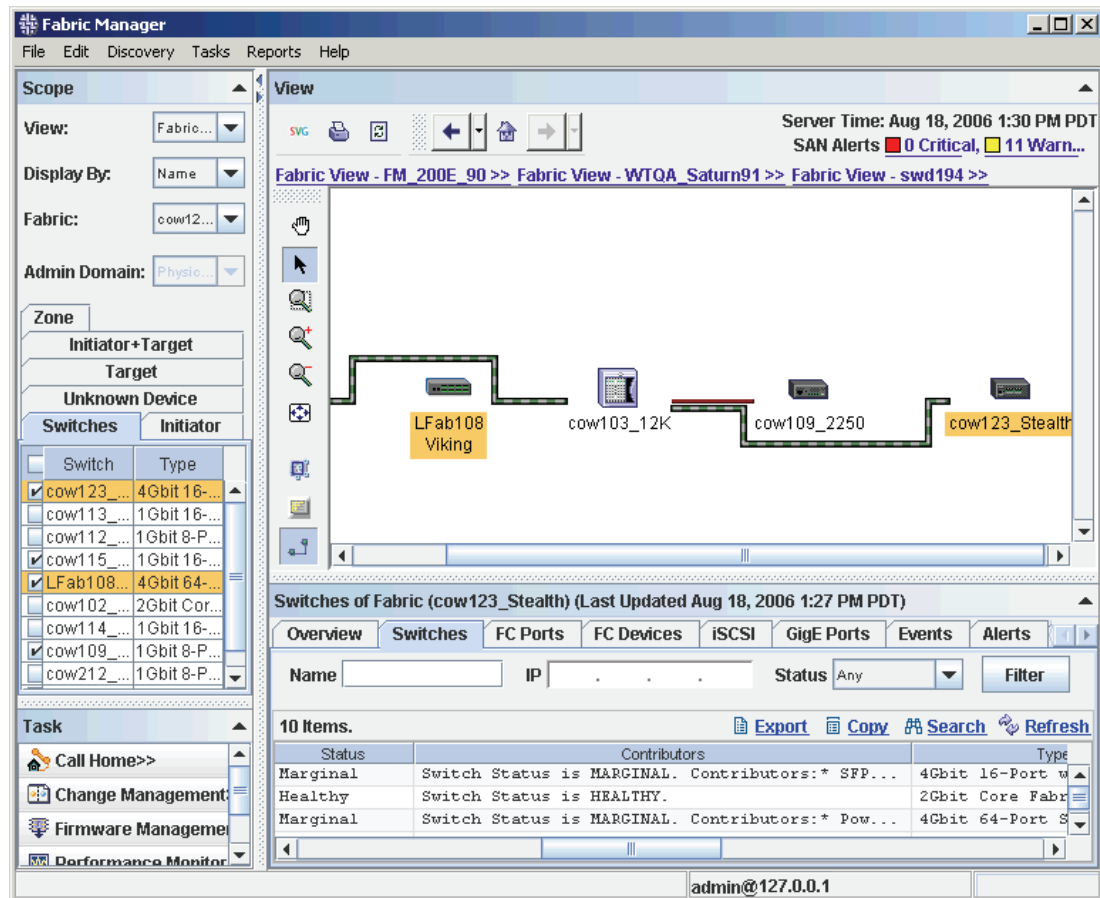 Fabric Manager
File Edit Discovery Tasks Reports Help
Scope
View: Fabric...
Display By: Name
Fabric: cow12...
Admin Domain: Physic...
Zone
Initiator+Target
Target
Unknown Device
Switches Initiator
Switch Type
cow123_... 4Gbit 16-...
cow113_... 1Gbit 16-...
cow112_... 1Gbit 8-P...
cow115_... 1Gbit 16-...
LFab108... 4Gbit 64-...
cow102_... 2Gbit Cor...
cow114_... 1Gbit 16-...
cow109_... 1Gbit 8-P...
cow212_... 1Gbit 8-P...
Task
Call Home>>
Change Management
Firmware Manageme
Performance Monitor
View
SVG
Server Time: Aug 18, 2006 1:30 PM PDT
SAN Alerts 0 Critical, 11 Warn...
Fabric View - FM_200E_90 >> Fabric View - WTQA_Saturn91 >> Fabric View - swd194 >>
LFab108
Viking
cow103_12K
cow109_2250
cow123_Stealth
Switches of Fabric (cow123_Stealth) (Last Updated Aug 18, 2006 1:27 PM PDT)
Overview Switches FC Ports FC Devices iSCSI GigE Ports Events Alerts
Name IP . . . Status Any Filter
10 Items. Export Copy Search Refresh
Status Contributors Type
Marginal Switch Status is MARGINAL. Contributors:* SFP... 4Gbit 16-Port w
Healthy Switch Status is HEALTHY. 2Gbit Core Fabr
Marginal Switch Status is MARGINAL. Contributors:* Pow... 4Gbit 64-Port S
admin@127.0.0.1